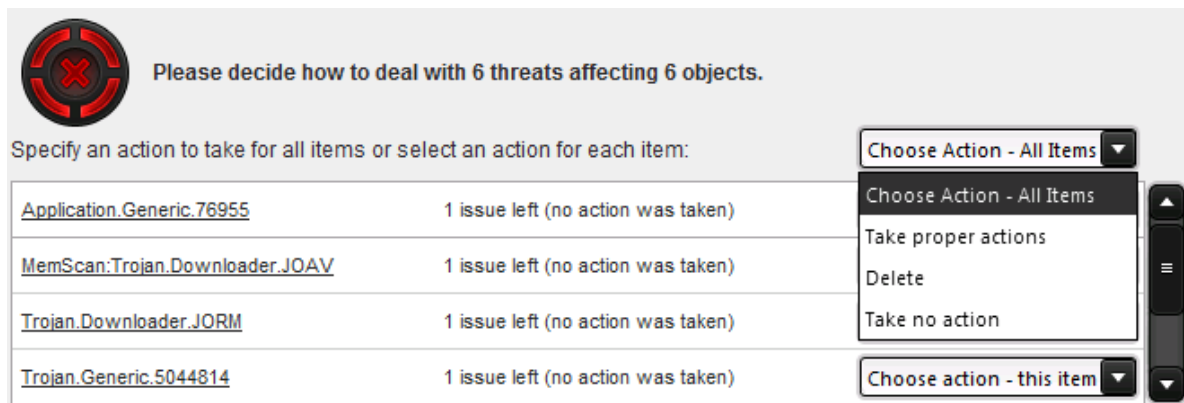 Please decide how to deal with 6 threats affecting 6 objects.
Specify an action to take for all items or select an action for each item:
Choose Action - All Items
Choose Action - All Items
Application.Generic.76955 1 issue left (no action was taken)
Take proper actions
MemScan:Trojan.Downloader.JOAV 1 issue left (no action was taken)
Delete
Trojan.Downloader.JORM 1 issue left (no action was taken)
Take no action
Trojan.Generic.5044814 1 issue left (no action was taken) Choose action - this item